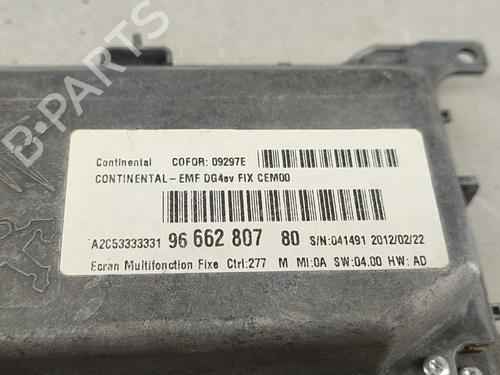 Continental COFOR: 09297E
CONTINENTAL-EMF DG4ev FIX CEM00
A2C53333331 96 662 807 80 S/N:041491 2012/02/22
Ecran Multifonction Fixe Ctrl:277 M MI:0A SW:04.00 HW: AD
B-PARTS